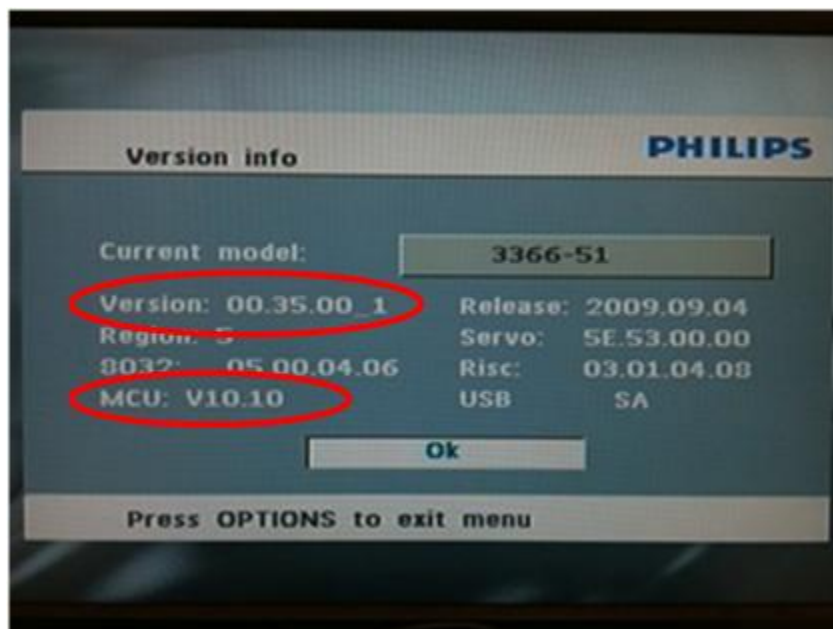 Version info
PHILIPS
Current model: 3366-51
Version: 00.35.00_1 Release: 2009.09.04
Region: 5 Servo: 5E.53.00.00
8032: 05.00.04.06 Risc: 03.01.04.08
MCU: V10.10 USB SA
Ok
Press OPTIONS to exit menu